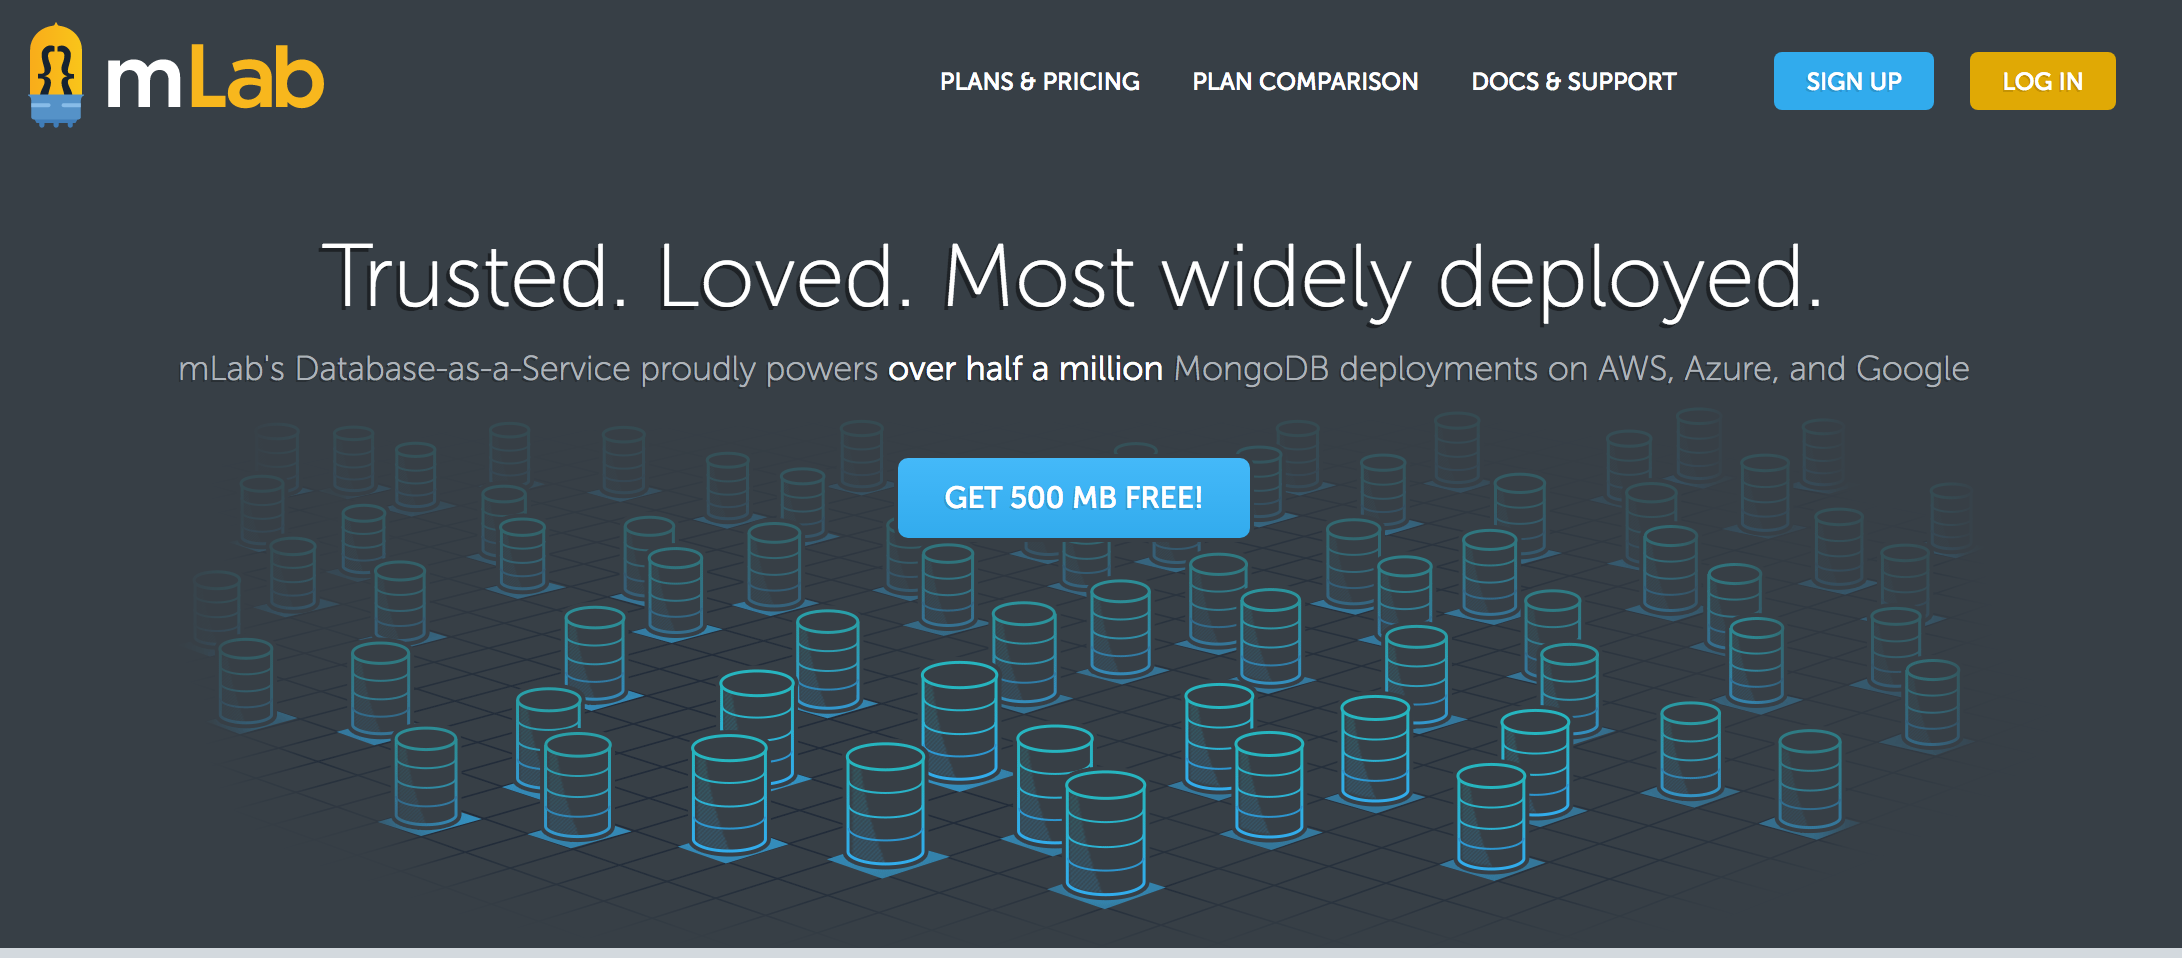 mLab
PLANS & PRICING
PLAN COMPARISON
DOCS & SUPPORT
SIGN UP
LOG IN
Trusted. Loved. Most widely deployed.
mLab's Database-as-a-Service proudly powers over half a million MongoDB deployments on AWS, Azure, and Google
GET 500 MB FREE!